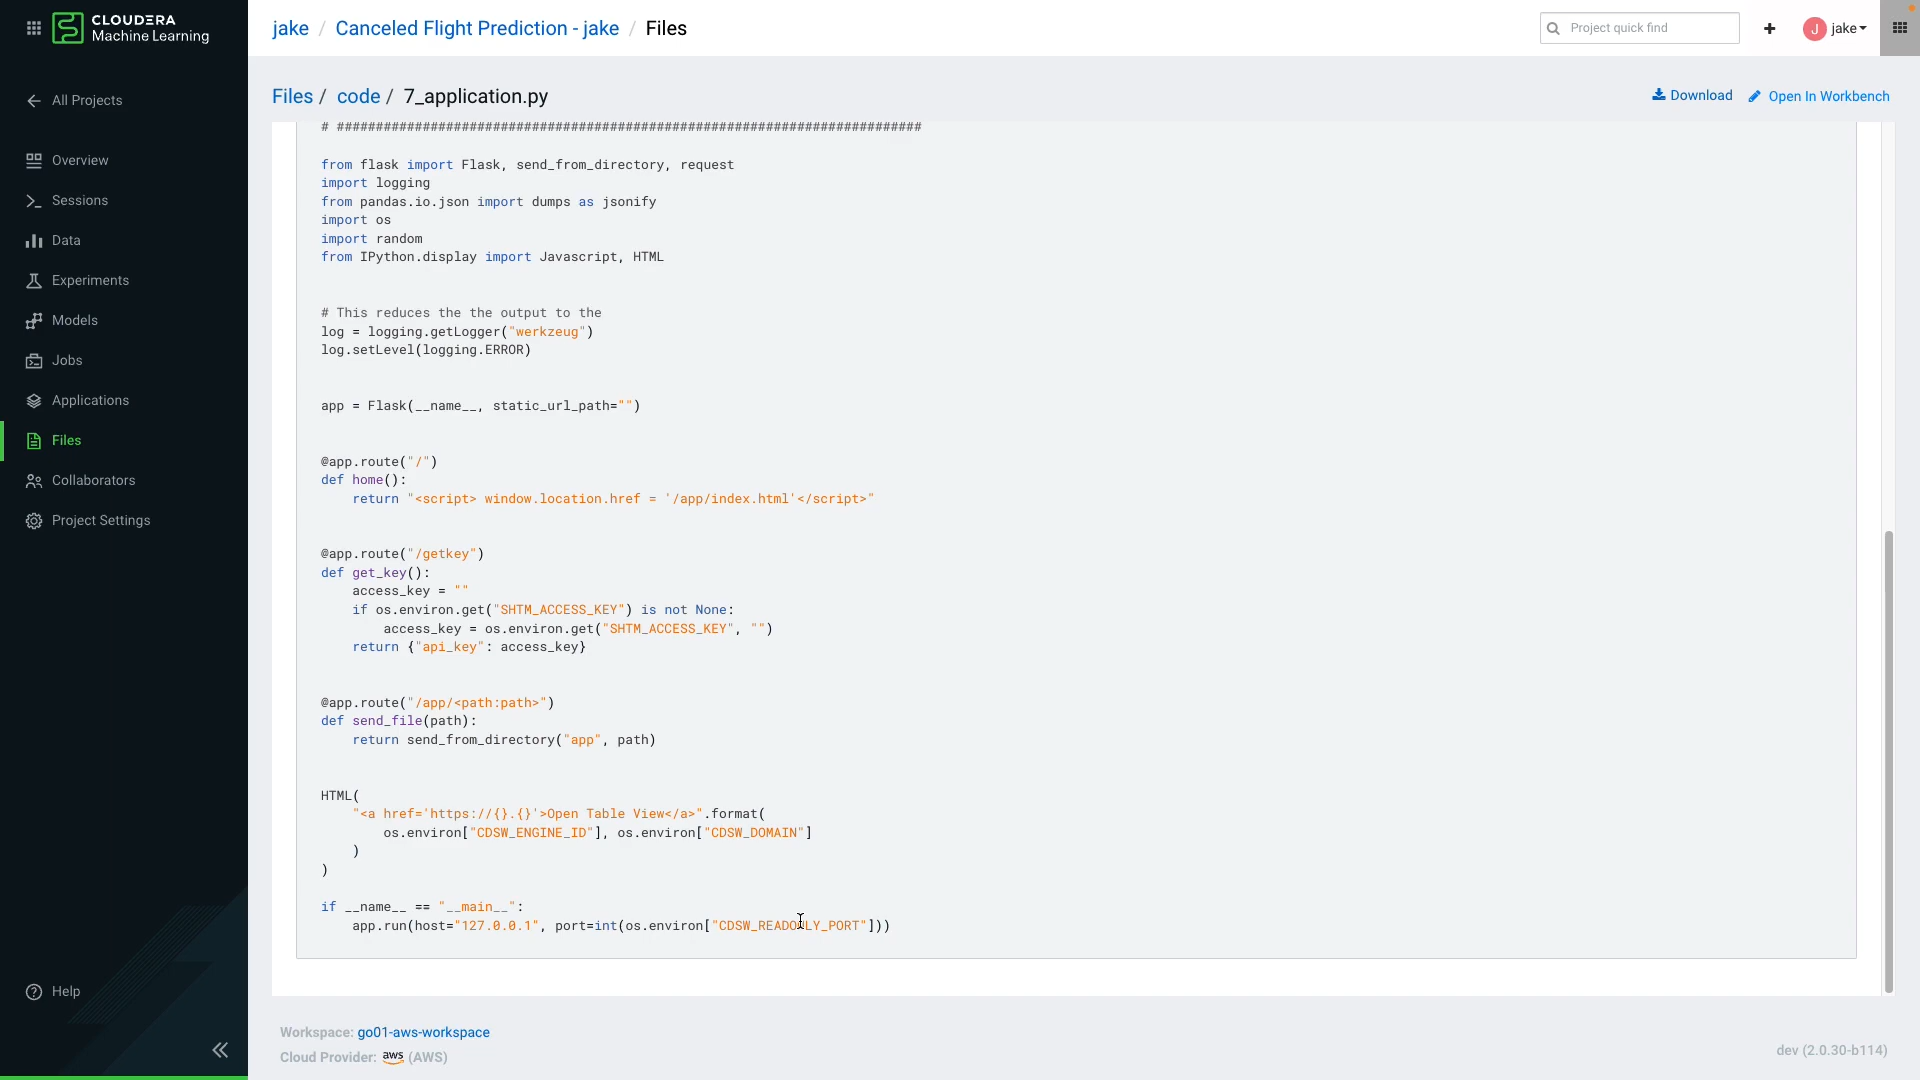 CLOUDERA
Machine Learning
jake / Canceled Flight Prediction - jake / Files
Project quick find
J jake
All Projects
Overview
Sessions
Data
Experiments
Models
Jobs
Applications
Files
Collaborators
Project Settings
Help
Files / code / 7_application.py
Download
Open In Workbench
# ###########################################################################
from flask import Flask, send_from_directory, request
import logging
from pandas.io.json import dumps as jsonify
import os
import random
from IPython.display import Javascript, HTML
# This reduces the the output to the
log = logging.getLogger("werkzeug")
log.setLevel(logging.ERROR)
app = Flask(__name__, static_url_path="")
@app.route("/")
def home():
    return "<script> window.location.href = '/app/index.html'</script>"
@app.route("/getkey")
def get_key():
    access_key = ""
    if os.environ.get("SHTM_ACCESS_KEY") is not None:
        access_key = os.environ.get("SHTM_ACCESS_KEY", "")
    return {"api_key": access_key}
@app.route("/app/<path:path>")
def send_file(path):
    return send_from_directory("app", path)
HTML(
    "<a href='https://{}.{}'>Open Table View</a>".format(
        os.environ["CDSW_ENGINE_ID"], os.environ["CDSW_DOMAIN"]
    )
)
if __name__ == "__main__":
    app.run(host="127.0.0.1", port=int(os.environ["CDSW_READONLY_PORT"]))
Workspace: go01-aws-workspace
Cloud Provider: aws (AWS)
dev (2.0.30-b114)